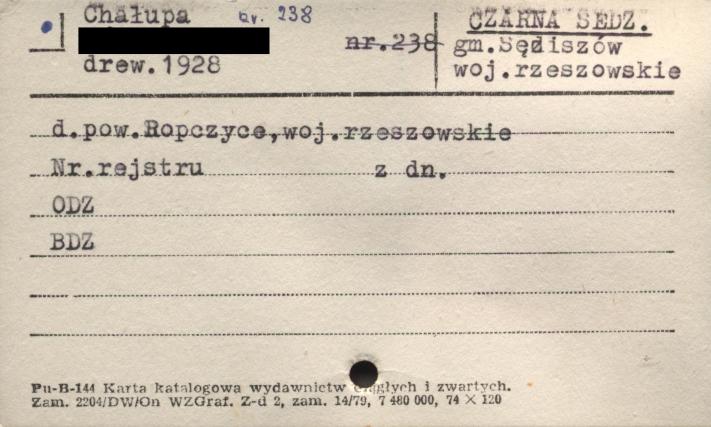 Chałupa nr. 238 CZARNA SĘDZ.
nr.238 gm.Sędiszów
drew.1928 woj.rzeszowskie
d.pow.Ropczyce,woj.rzeszowskie
Nr.rejstru z dn.
ODZ
BDZ
Pu-B-144 Karta katalogowa wydawnictw ciągłych i zwartych.
Zam. 2204/DW/On WZGraf. Z-d 2, zam. 14/79, 7 480 000, 74 × 120